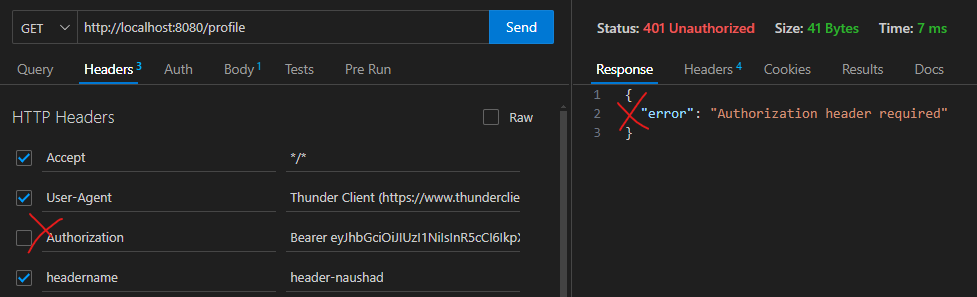 GET http://localhost:8080/profile Send
Query Headers 3 Auth Body 1 Tests Pre Run
HTTP Headers Raw
Accept */*
User-Agent Thunder Client (https://www.thunderclie
Authorization Bearer eyJhbGciOiJIUzI1NiIsInR5cCI6IkpX
headername header-naushad
Status: 401 Unauthorized Size: 41 Bytes Time: 7 ms
Response Headers 4 Cookies Results Docs
1 {
2 "error": "Authorization header required"
3 }